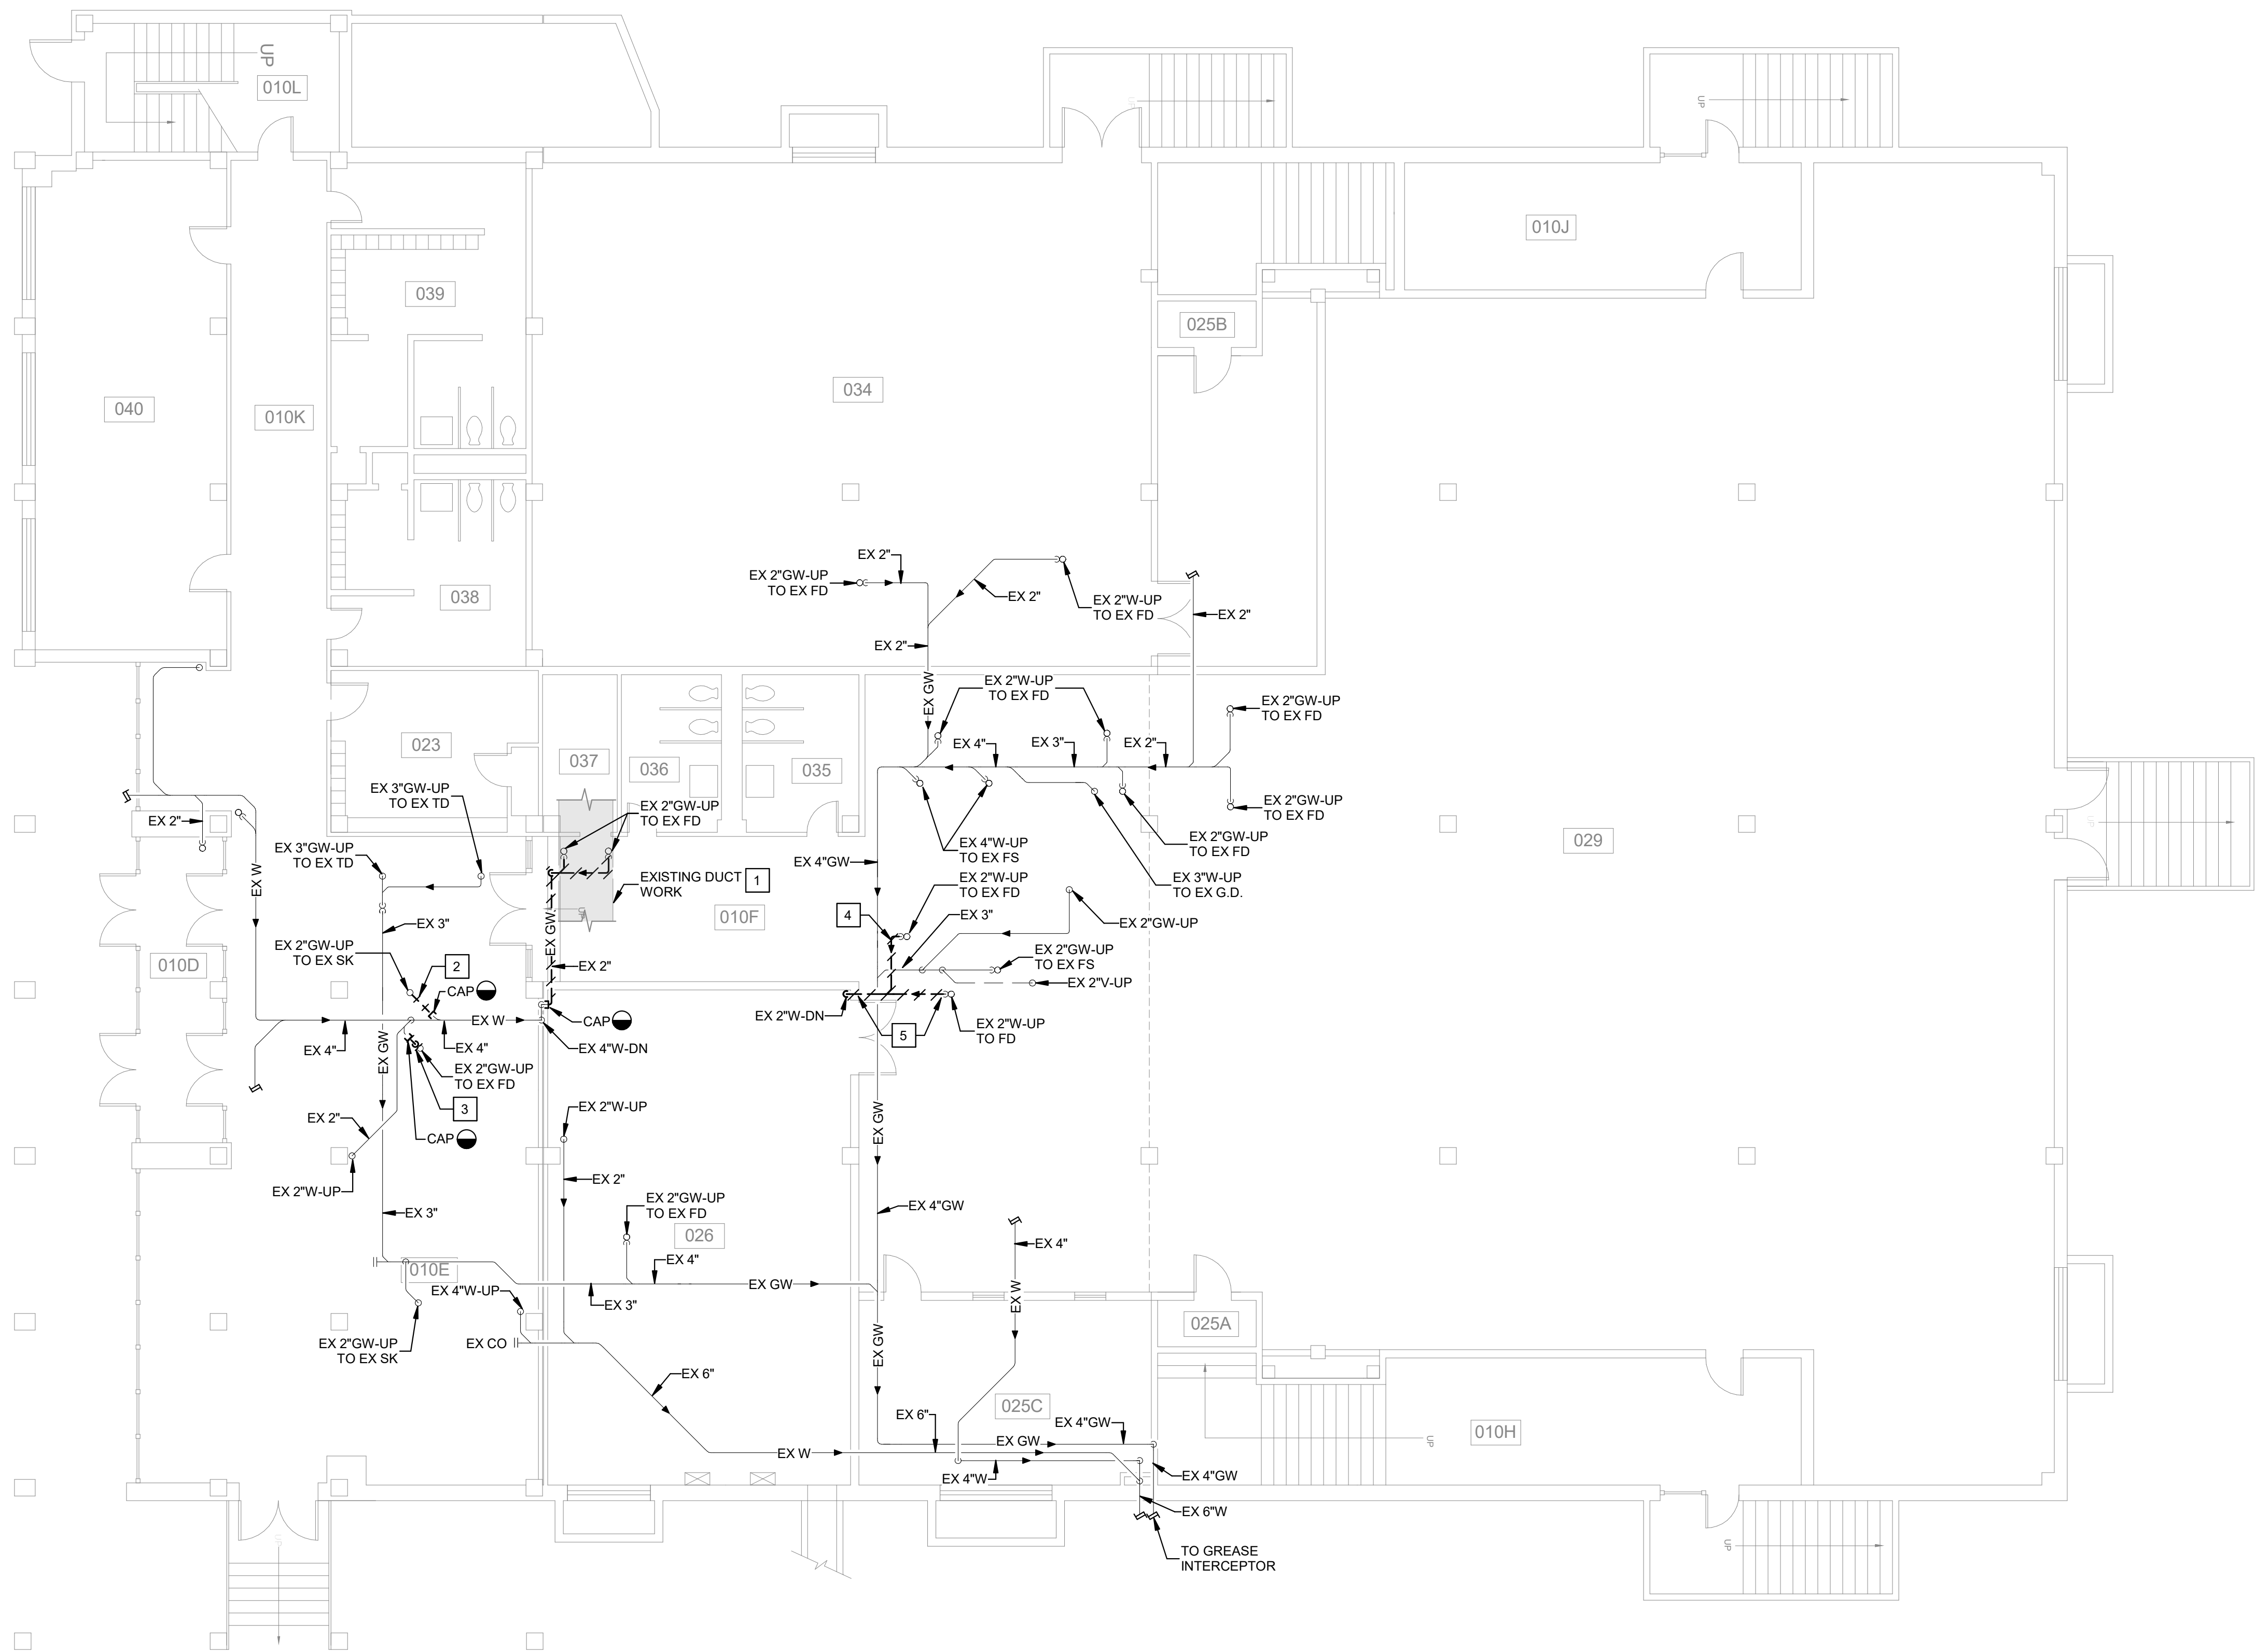 UP
010L
UP
UP
010J
039
025B
034
040
010K
EX 2"
EX 2"GW-UP
TO EX FD
EX 2"
EX 2"W-UP
TO EX FD
038
EX 2"
EX 2"
EX GW
EX 2"W-UP
TO EX FD
EX 2"GW-UP
TO EX FD
023
037
036
035
EX 4"
EX 3"
EX 2"
EX 3"GW-UP
TO EX TD
EX 2"GW-UP
TO EX FD
EX 2"GW-UP
TO EX FD
EX 2"
UP
029
EX 2"GW-UP
TO EX FD
EX 3"GW-UP
TO EX TD
EX 4"W-UP
TO EX FS
EX 4"GW
EX W
EXISTING DUCT
WORK
1
EX 2"W-UP
TO EX FD
EX 3"W-UP
TO EX G.D.
010F
4
EX 3"
EX 2"GW-UP
EX 3"
EX GW
EX 2"GW-UP
TO EX SK
2
010D
EX 2"
EX 2"GW-UP
TO EX FS
EX 2"V-UP
CAP
EX 2"W-DN
5
EX 2"W-UP
TO FD
EX W
CAP
EX 4"
EX 4"
EX 4"W-DN
EX GW
EX 2"GW-UP
TO EX FD
3
EX 2"
CAP
EX 2"W-UP
EX GW
EX 2"
EX 2"W-UP
EX 3"
EX 2"GW-UP
TO EX FD
EX 4"GW
026
EX 4"
010E
EX 4"
EX GW
EX W
EX 4"W-UP
EX 3"
EX 2"GW-UP
TO EX SK
EX CO
EX GW
025A
EX 6"
025C
EX 6"
EX 4"GW
010H
UP
EX GW
EX W
EX 4"W
EX 4"GW
EX 6"W
TO GREASE
INTERCEPTOR
UP